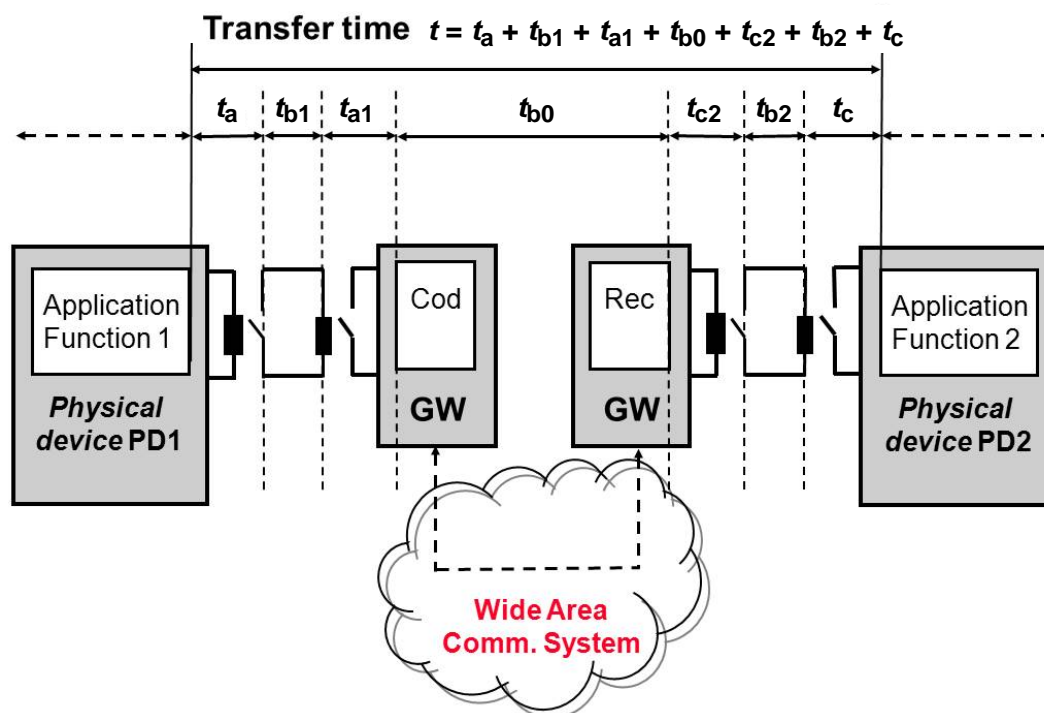 Transfer time t = ta + tb1 + ta1 + tb0 + tc2 + tb2 + tc
ta tb1 ta1 tb0 tc2 tb2 tc
Application
Function 1
Physical
device PD1
Cod
GW
Rec
GW
Application
Function 2
Physical
device PD2
Wide Area
Comm. System